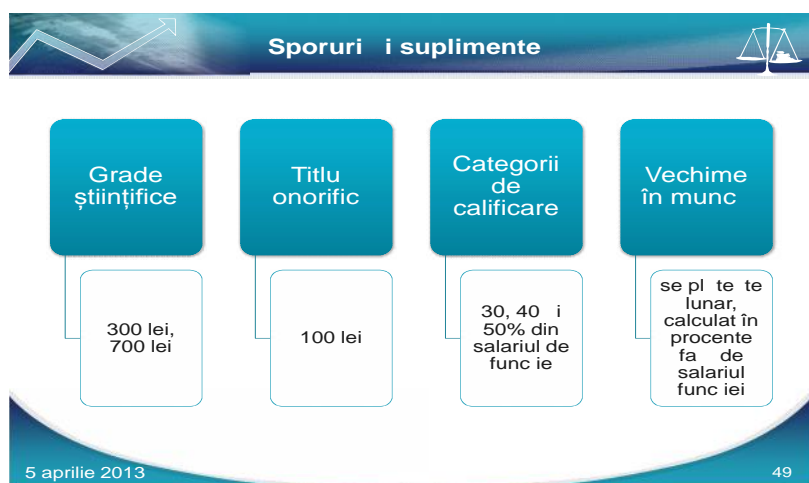 Sporuri i suplimente
Grade
științifice
300 lei,
700 lei
Titlu
onorific
100 lei
Categorii
de
calificare
30, 40 i
50% din
salariul de
func ie
Vechime
în munc
se pl te te
lunar,
calculat în
procente
fa de
salariul
func iei
5 aprilie 2013
49